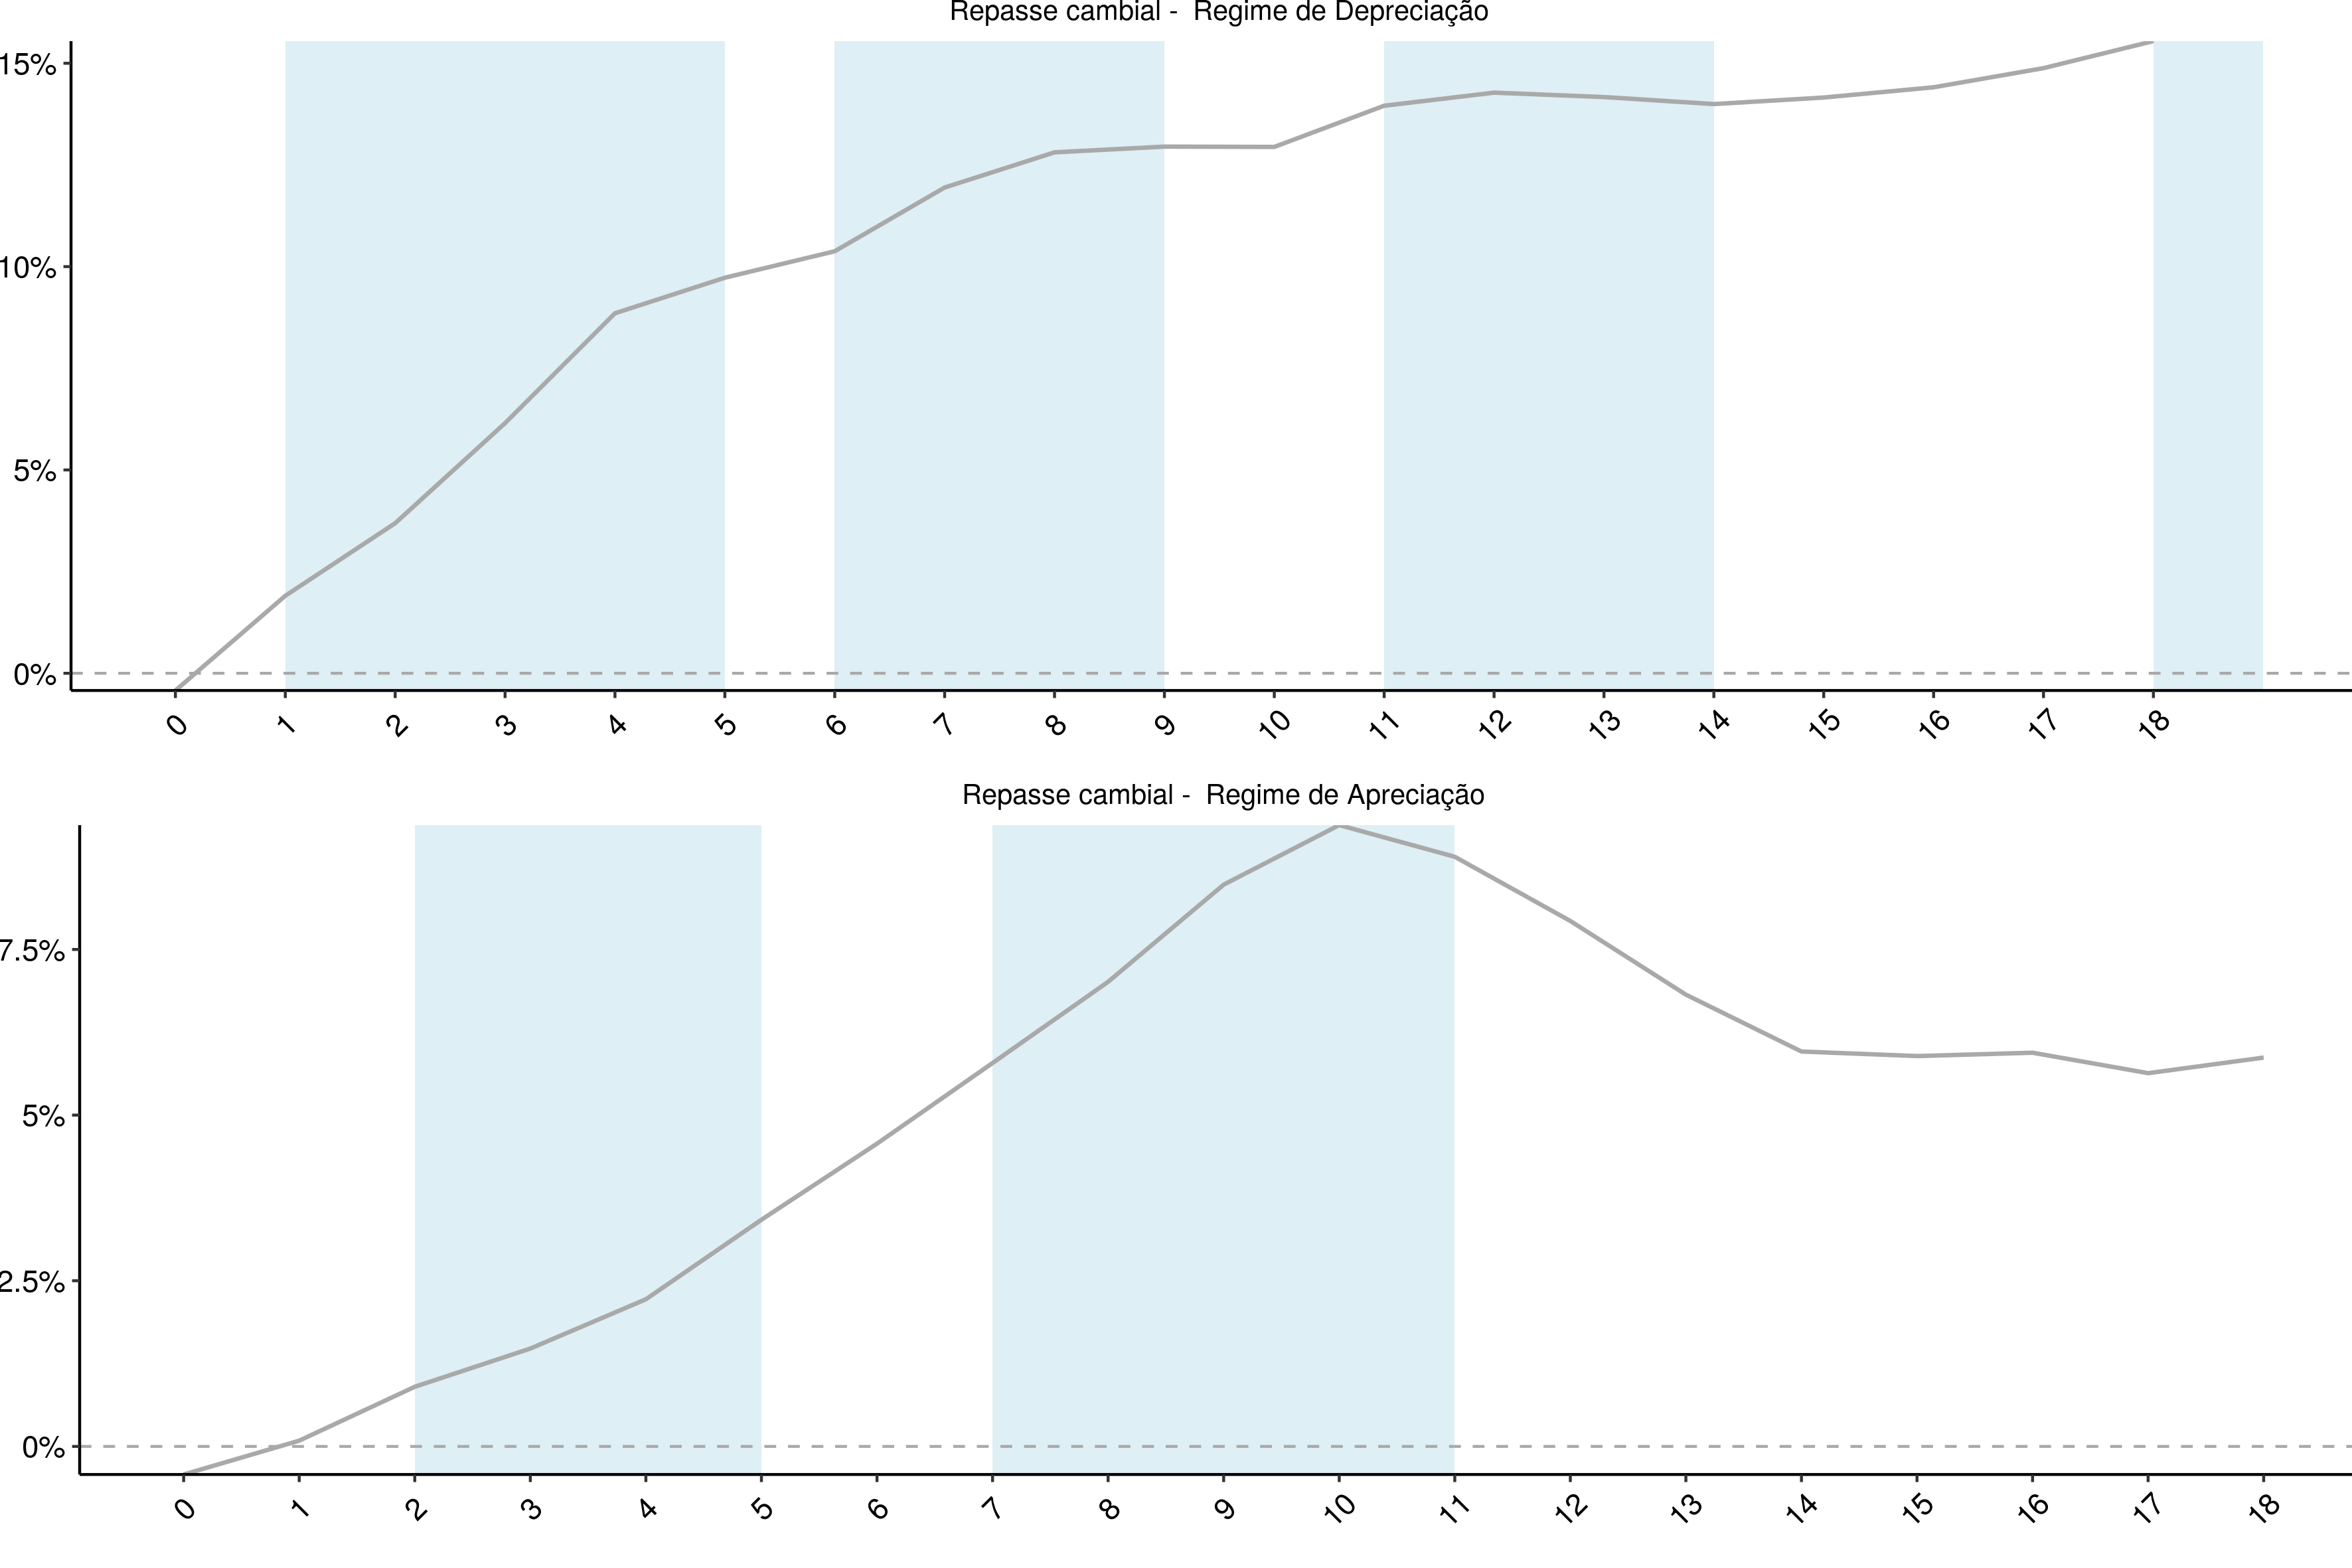 Repasse cambial -  Regime de Depreciação
15%
10%
5%
0%
0 1 2 3 4 5 6 7 8 9 10 11 12 13 14 15 16 17 18
Repasse cambial -  Regime de Apreciação
7.5%
5%
2.5%
0%
0 1 2 3 4 5 6 7 8 9 10 11 12 13 14 15 16 17 18